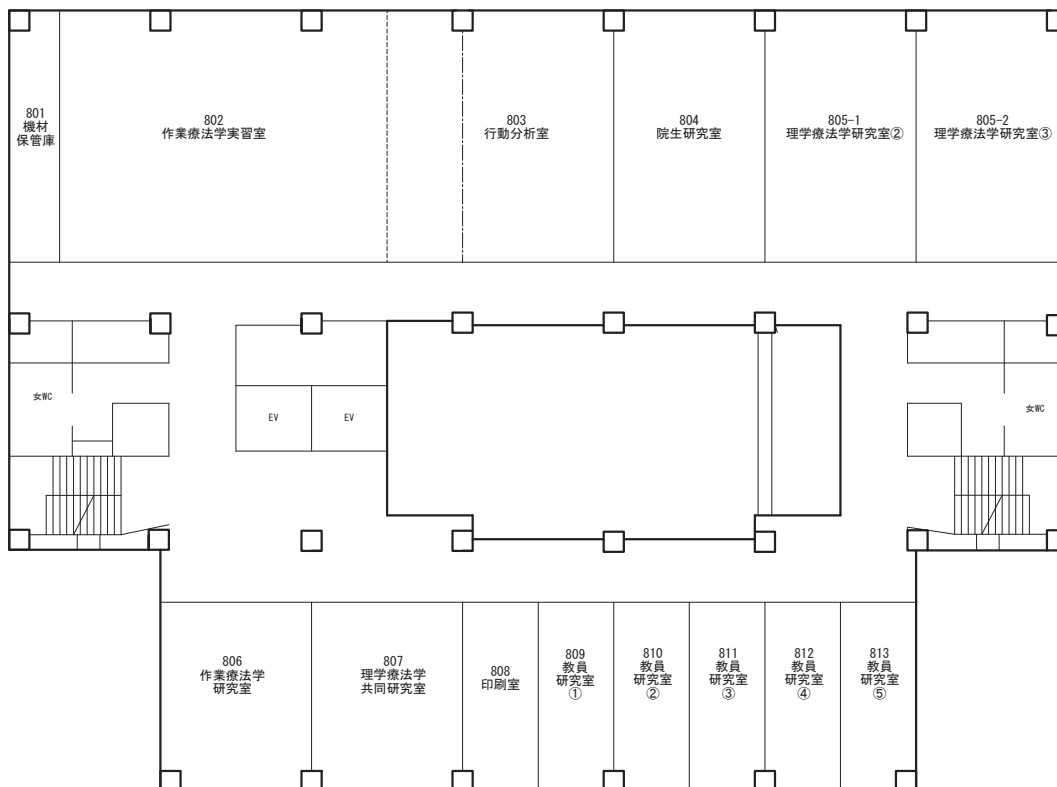 801
機材
保管庫
802
作業療法学実習室
803
行動分析室
804
院生研究室
805-1
理学療法学研究室②
805-2
理学療法学研究室③
女WC
EV
EV
女WC
806
作業療法学
研究室
807
理学療法学
共同研究室
808
印刷室
809
教員
研究室
①
810
教員
研究室
②
811
教員
研究室
③
812
教員
研究室
④
813
教員
研究室
⑤